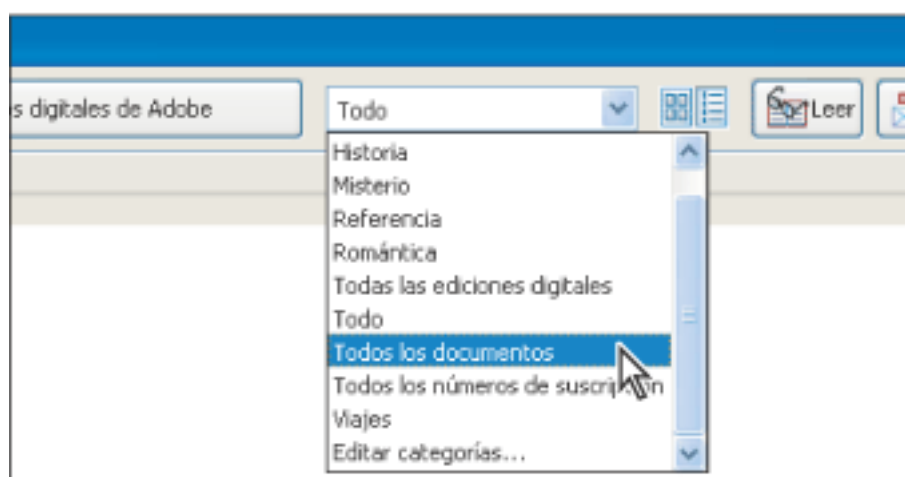 s digitales de Adobe
Todo
Leer
Historia
Misterio
Referencia
Romántica
Todas las ediciones digitales
Todo
Todos los documentos
Todos los números de suscripción
Viajes
Editar categorías...